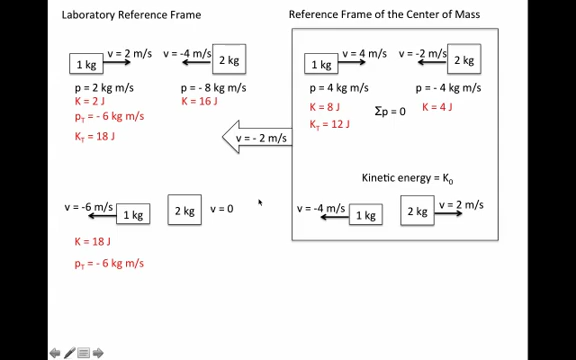 Laboratory Reference Frame
Reference Frame of the Center of Mass
v = 2 m/s
v = -4 m/s
1 kg
2 kg
p = 2 kg m/s
p = - 8 kg m/s
K = 2 J
K = 16 J
pT = - 6 kg m/s
KT = 18 J
v = - 2 m/s
v = 4 m/s
v = -2 m/s
1 kg
2 kg
p = 4 kg m/s
p = - 4 kg m/s
K = 8 J
Σp = 0
K = 4 J
KT = 12 J
Kinetic energy = K0
v = -6 m/s
1 kg
2 kg
v = 0
K = 18 J
pT = - 6 kg m/s
v = -4 m/s
1 kg
2 kg
v = 2 m/s